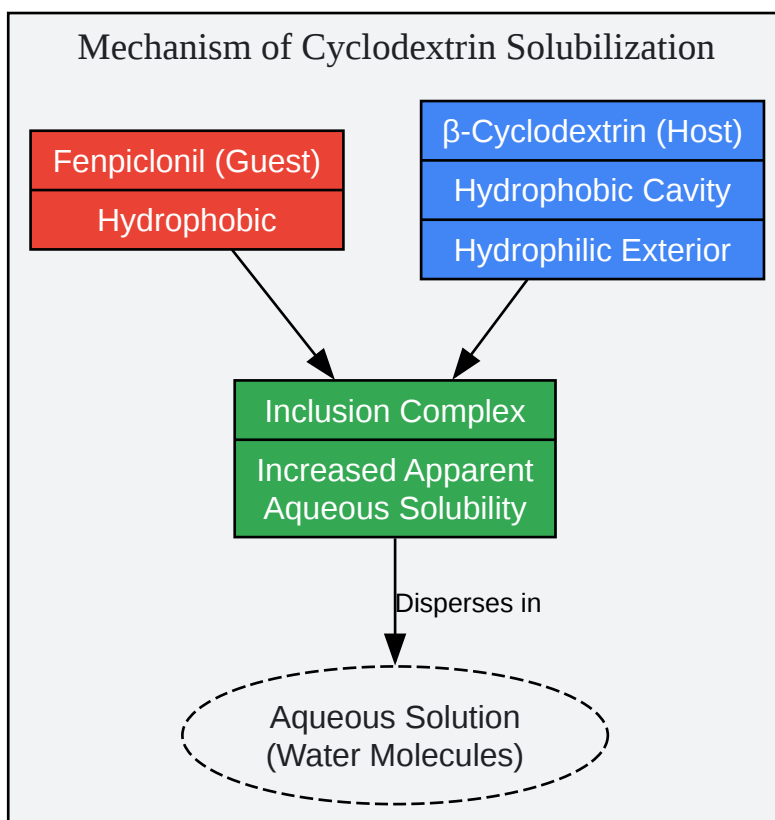 Mechanism of Cyclodextrin Solubilization
Fenpiclonil (Guest)
Hydrophobic
β-Cyclodextrin (Host)
Hydrophobic Cavity
Hydrophilic Exterior
Inclusion Complex
Increased Apparent
Aqueous Solubility
Disperses in
Aqueous Solution
(Water Molecules)